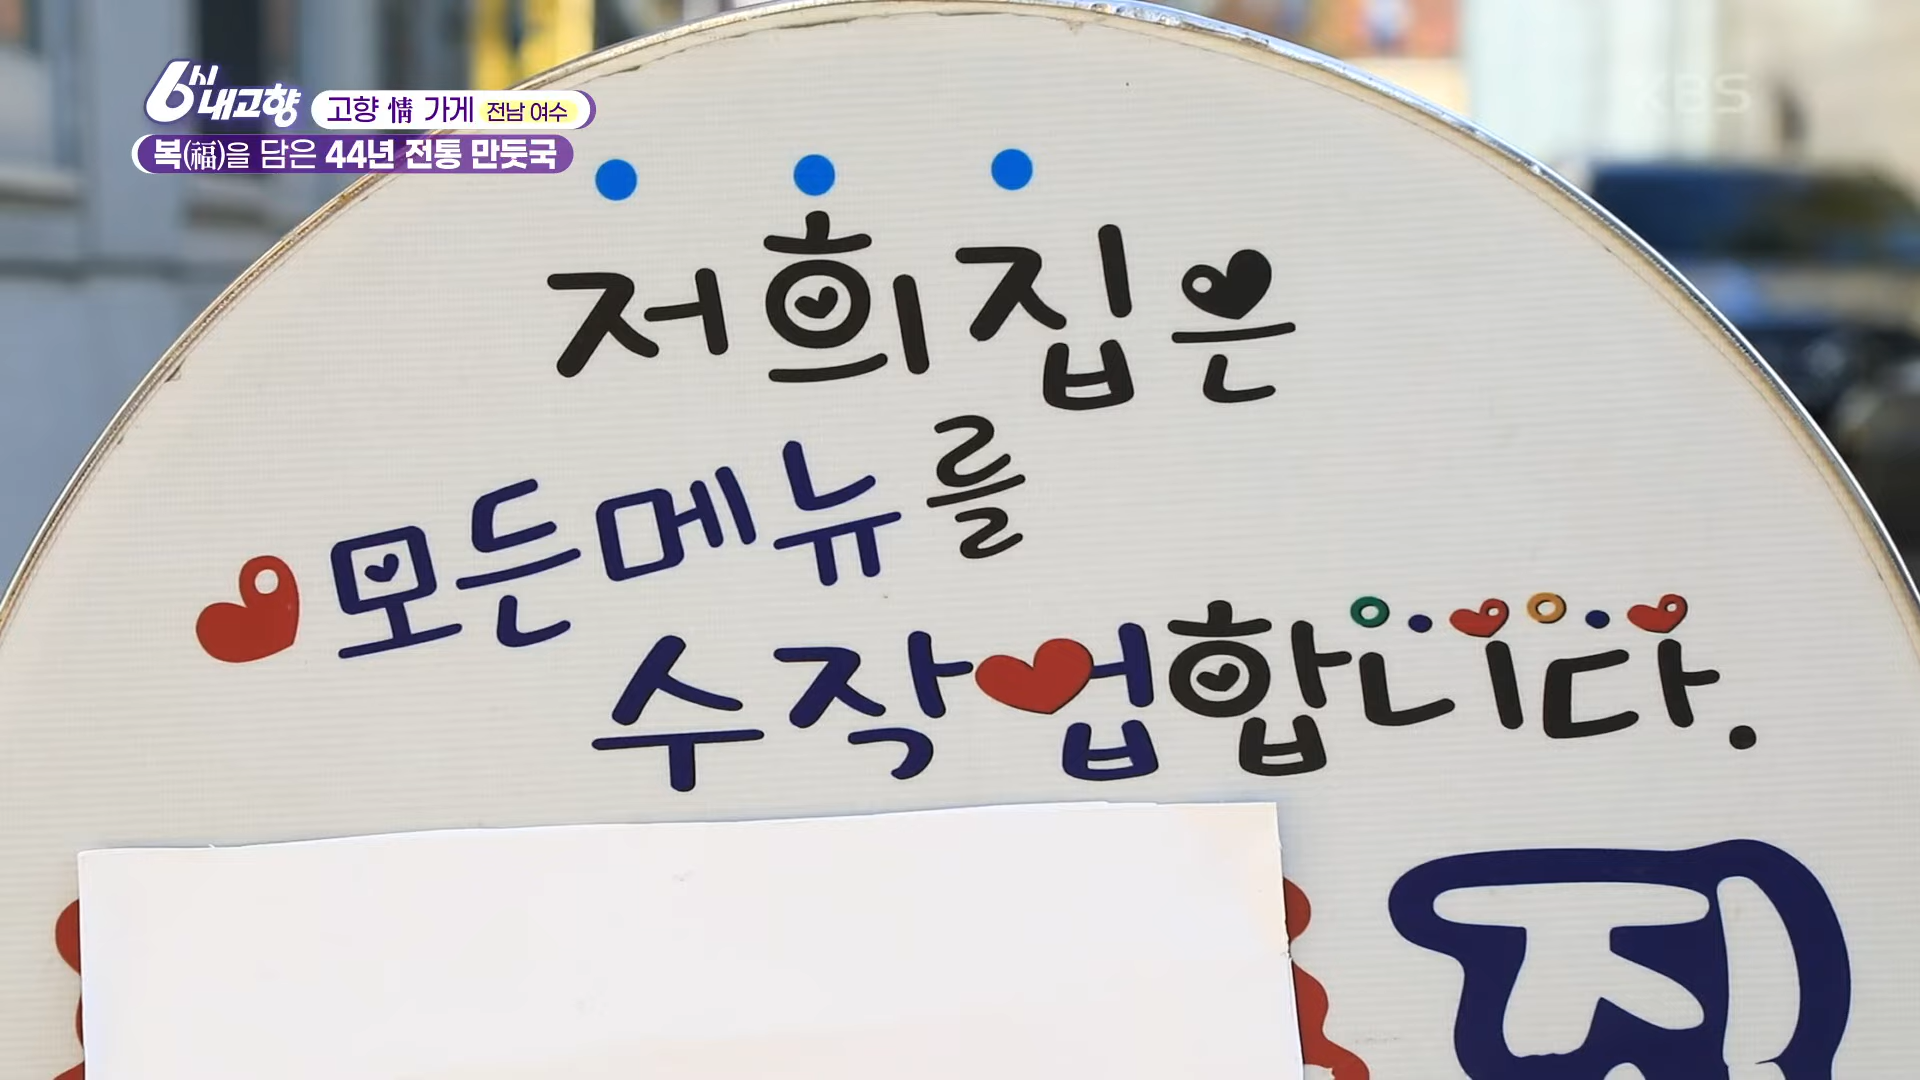 6시 내고향
고향 情 가게 전남 여수
복(福)을 담은 44년 전통 만둣국
KBS
저희집은
모든메뉴를
수작업합니다.